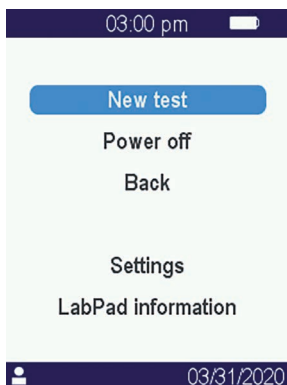 03:00 pm
New test
Power off
Back
Settings
LabPad information
03/31/2020